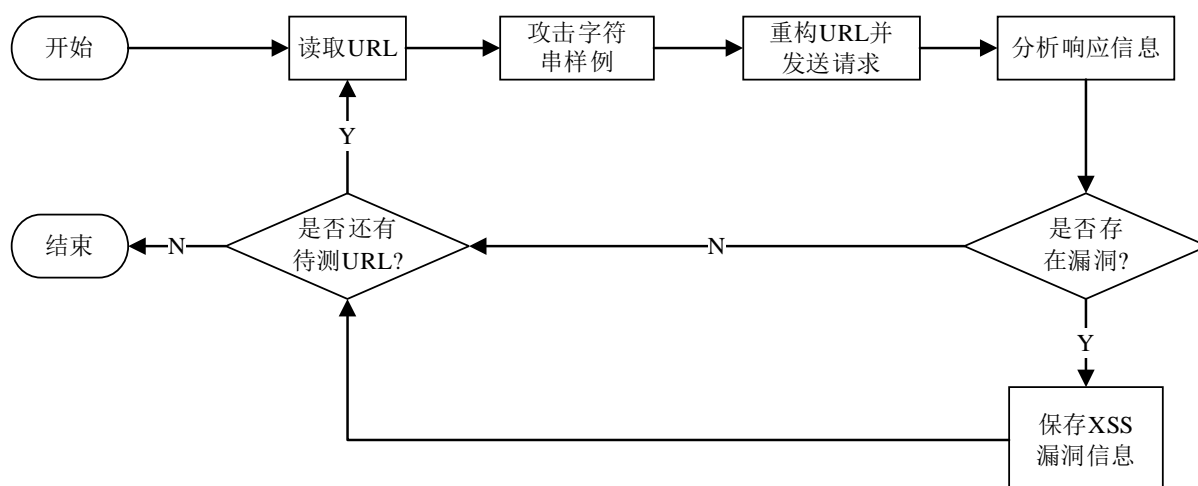 开始
读取URL
攻击字符
串样例
重构URL并
发送请求
分析响应信息
Y
结束
N
是否还有
待测URL?
N
是否存
在漏洞?
Y
保存XSS
漏洞信息